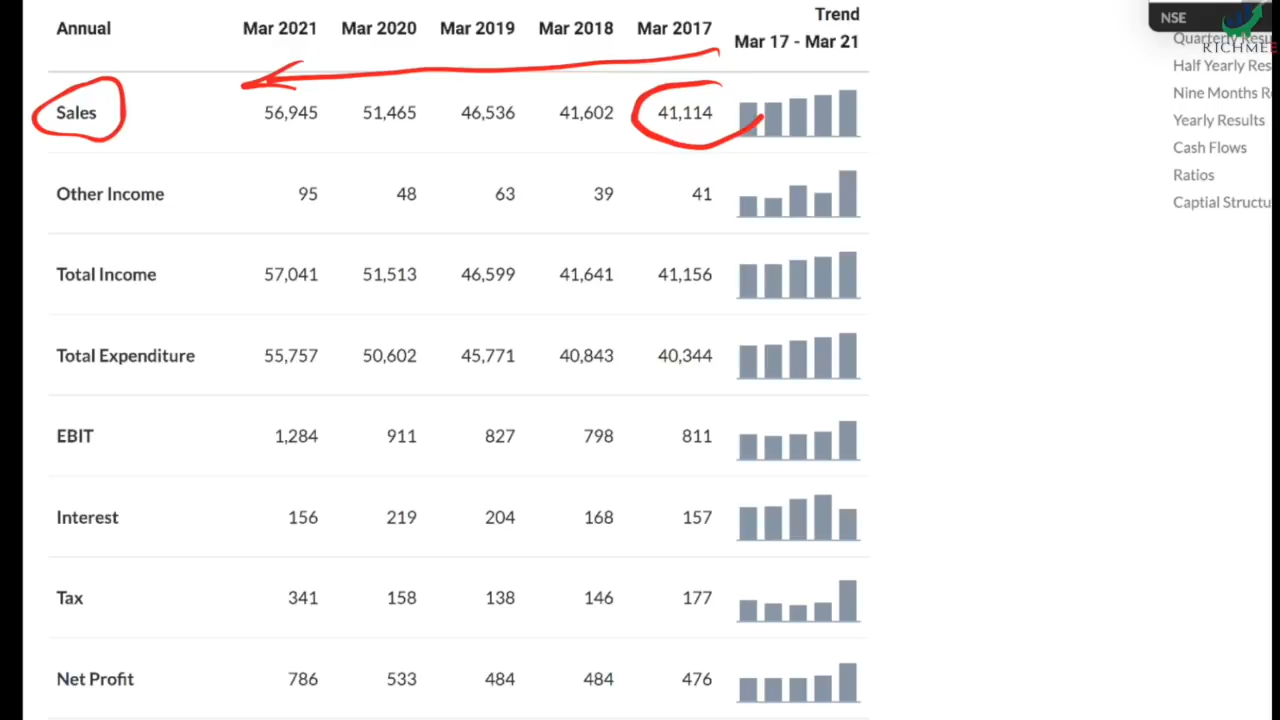 Annual Mar 2021 Mar 2020 Mar 2019 Mar 2018 Mar 2017 Trend
Mar 17 - Mar 21
Sales 56,945 51,465 46,536 41,602 41,114
Other Income 95 48 63 39 41
Total Income 57,041 51,513 46,599 41,641 41,156
Total Expenditure 55,757 50,602 45,771 40,843 40,344
EBIT 1,284 911 827 798 811
Interest 156 219 204 168 157
Tax 341 158 138 146 177
Net Profit 786 533 484 484 476
NSE
RICHME
Quarterly Resu
Half Yearly Res
Nine Months R
Yearly Results
Cash Flows
Ratios
Captial Structu